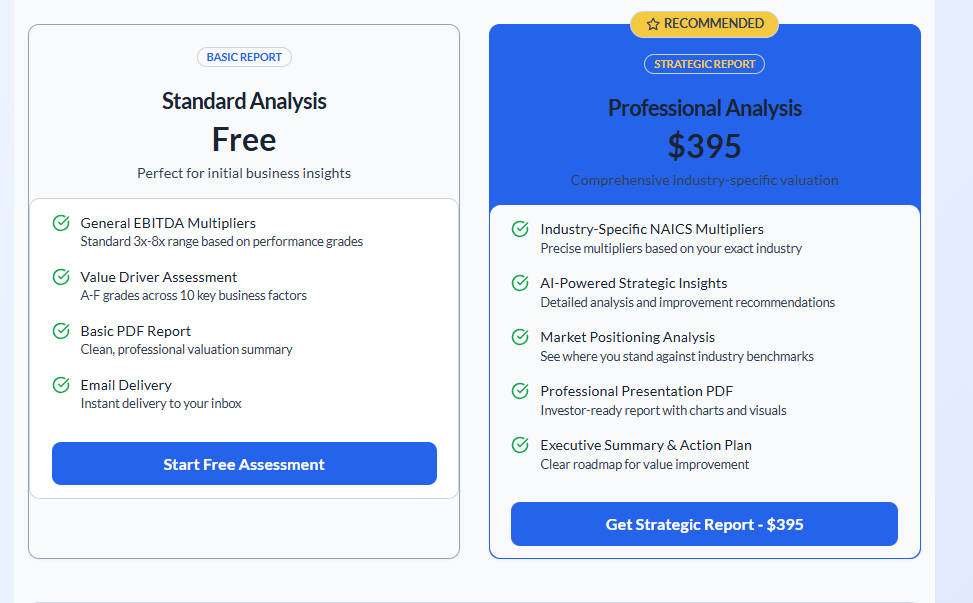 BASIC REPORT
Standard Analysis
Free
Perfect for initial business insights
General EBITDA Multipliers
Standard 3x-8x range based on performance grades
Value Driver Assessment
A-F grades across 10 key business factors
Basic PDF Report
Clean, professional valuation summary
Email Delivery
Instant delivery to your inbox
Start Free Assessment
RECOMMENDED
STRATEGIC REPORT
Professional Analysis
$395
Comprehensive industry-specific valuation
Industry-Specific NAICS Multipliers
Precise multipliers based on your exact industry
AI-Powered Strategic Insights
Detailed analysis and improvement recommendations
Market Positioning Analysis
See where you stand against industry benchmarks
Professional Presentation PDF
Investor-ready report with charts and visuals
Executive Summary & Action Plan
Clear roadmap for value improvement
Get Strategic Report - $395